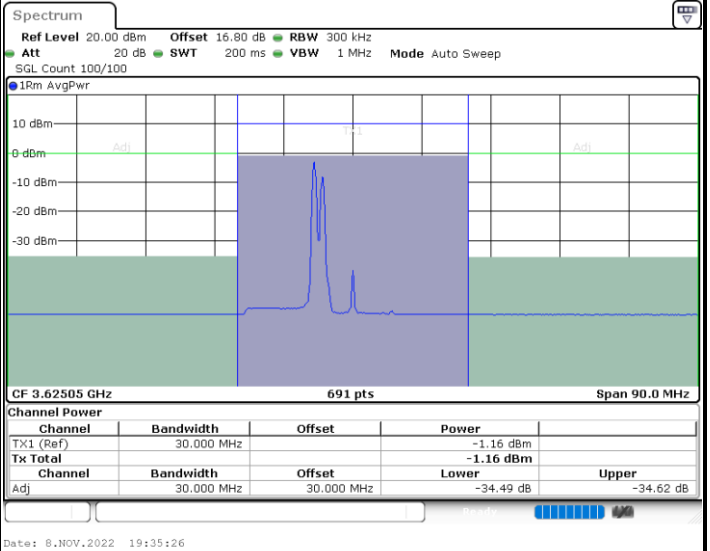 Spectrum
Ref Level 20.00 dBm Offset 16.80 dB RBW 300 kHz
Att 20 dB SWT 200 ms VBW 1 MHz Mode Auto Sweep
SGL Count 100/100
1Rm AvgPwr
10 dBm
TX1
Adj Adj
0 dBm
-10 dBm
-20 dBm
-30 dBm
CF 3.62505 GHz 691 pts Span 90.0 MHz
Channel Power
Channel Bandwidth Offset Power
TX1 (Ref) 30.000 MHz -1.16 dBm
Tx Total -1.16 dBm
Channel Bandwidth Offset Lower Upper
Adj 30.000 MHz 30.000 MHz -34.49 dB -34.62 dB
Ready
Date: 8.NOV.2022 19:35:26